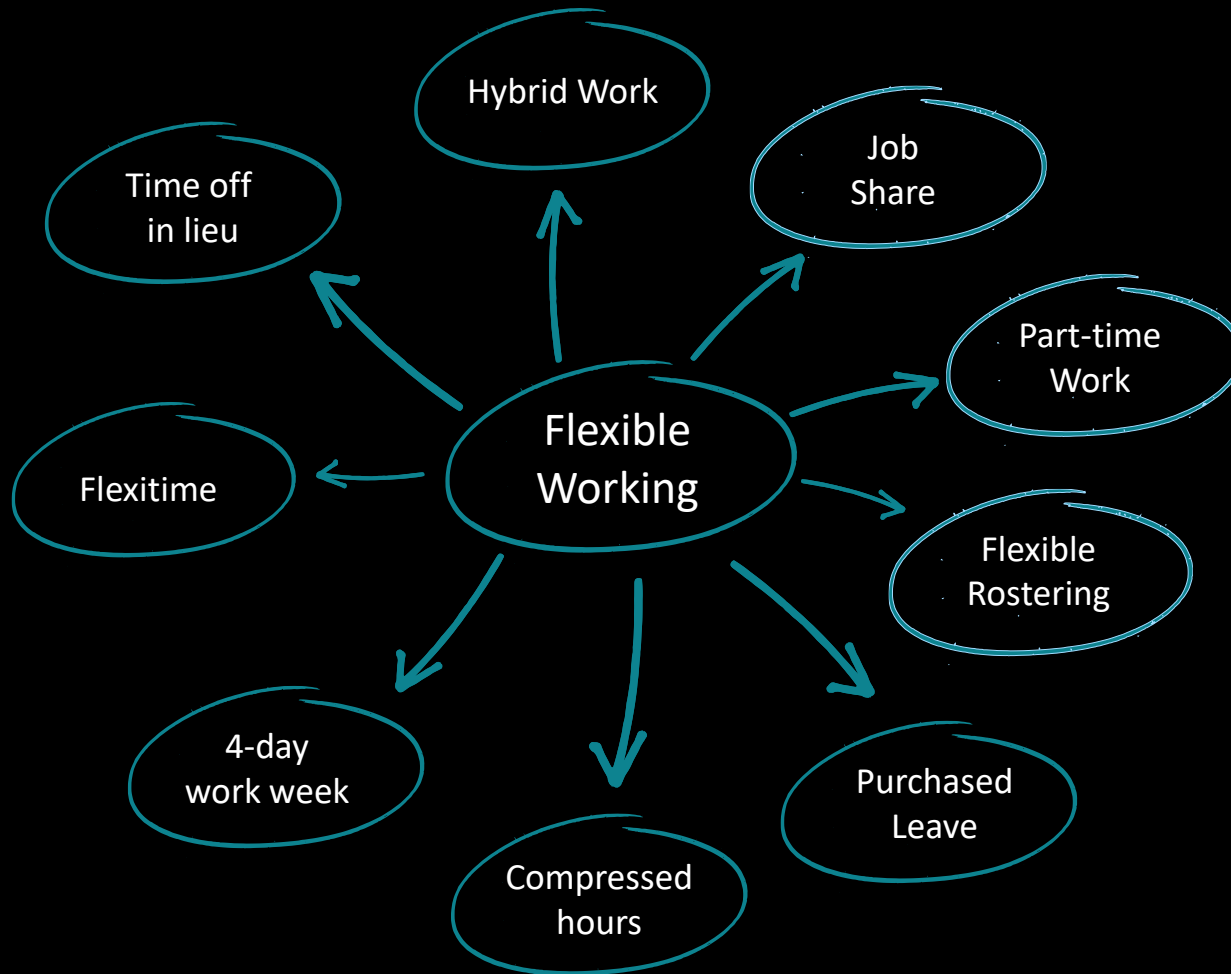 Hybrid Work
Job
Share
Time off
in lieu
Part-time
Work
Flexible
Working
Flexitime
Flexible
Rostering
4-day
work week
Purchased
Leave
Compressed
hours